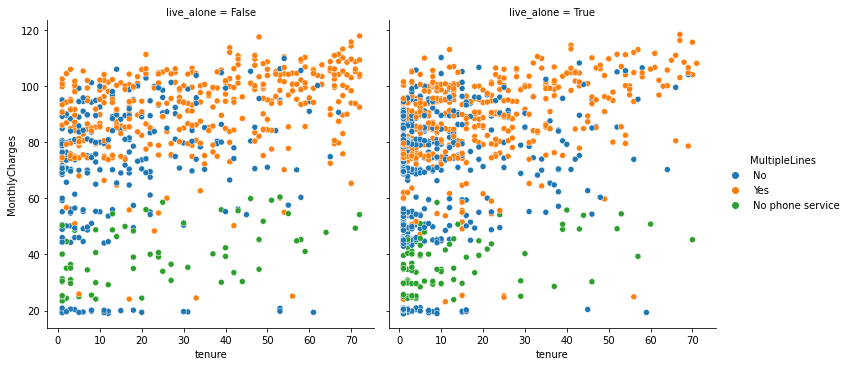 live_alone = False
live_alone = True
120
100
80
60
40
20
MonthlyCharges
0 10 20 30 40 50 60 70
tenure
0 10 20 30 40 50 60 70
tenure
MultipleLines
No
Yes
No phone service